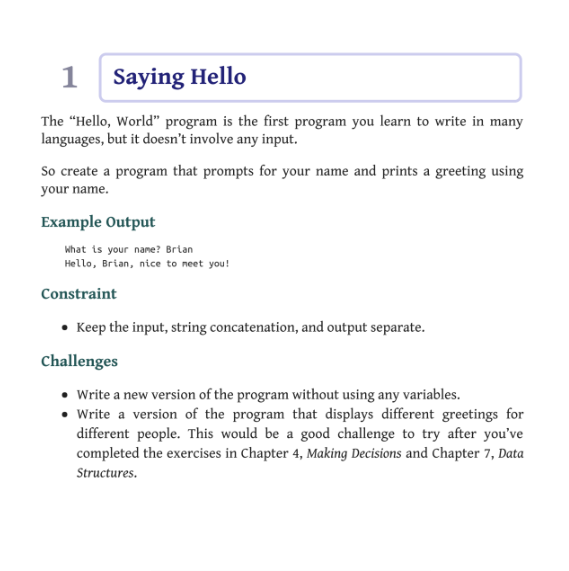 1 Saying Hello
The “Hello, World” program is the first program you learn to write in many
languages, but it doesn’t involve any input.
So create a program that prompts for your name and prints a greeting using
your name.
Example Output
What is your name? Brian
Hello, Brian, nice to meet you!
Constraint
• Keep the input, string concatenation, and output separate.
Challenges
• Write a new version of the program without using any variables.
• Write a version of the program that displays different greetings for
different people. This would be a good challenge to try after you’ve
completed the exercises in Chapter 4, Making Decisions and Chapter 7, Data
Structures.